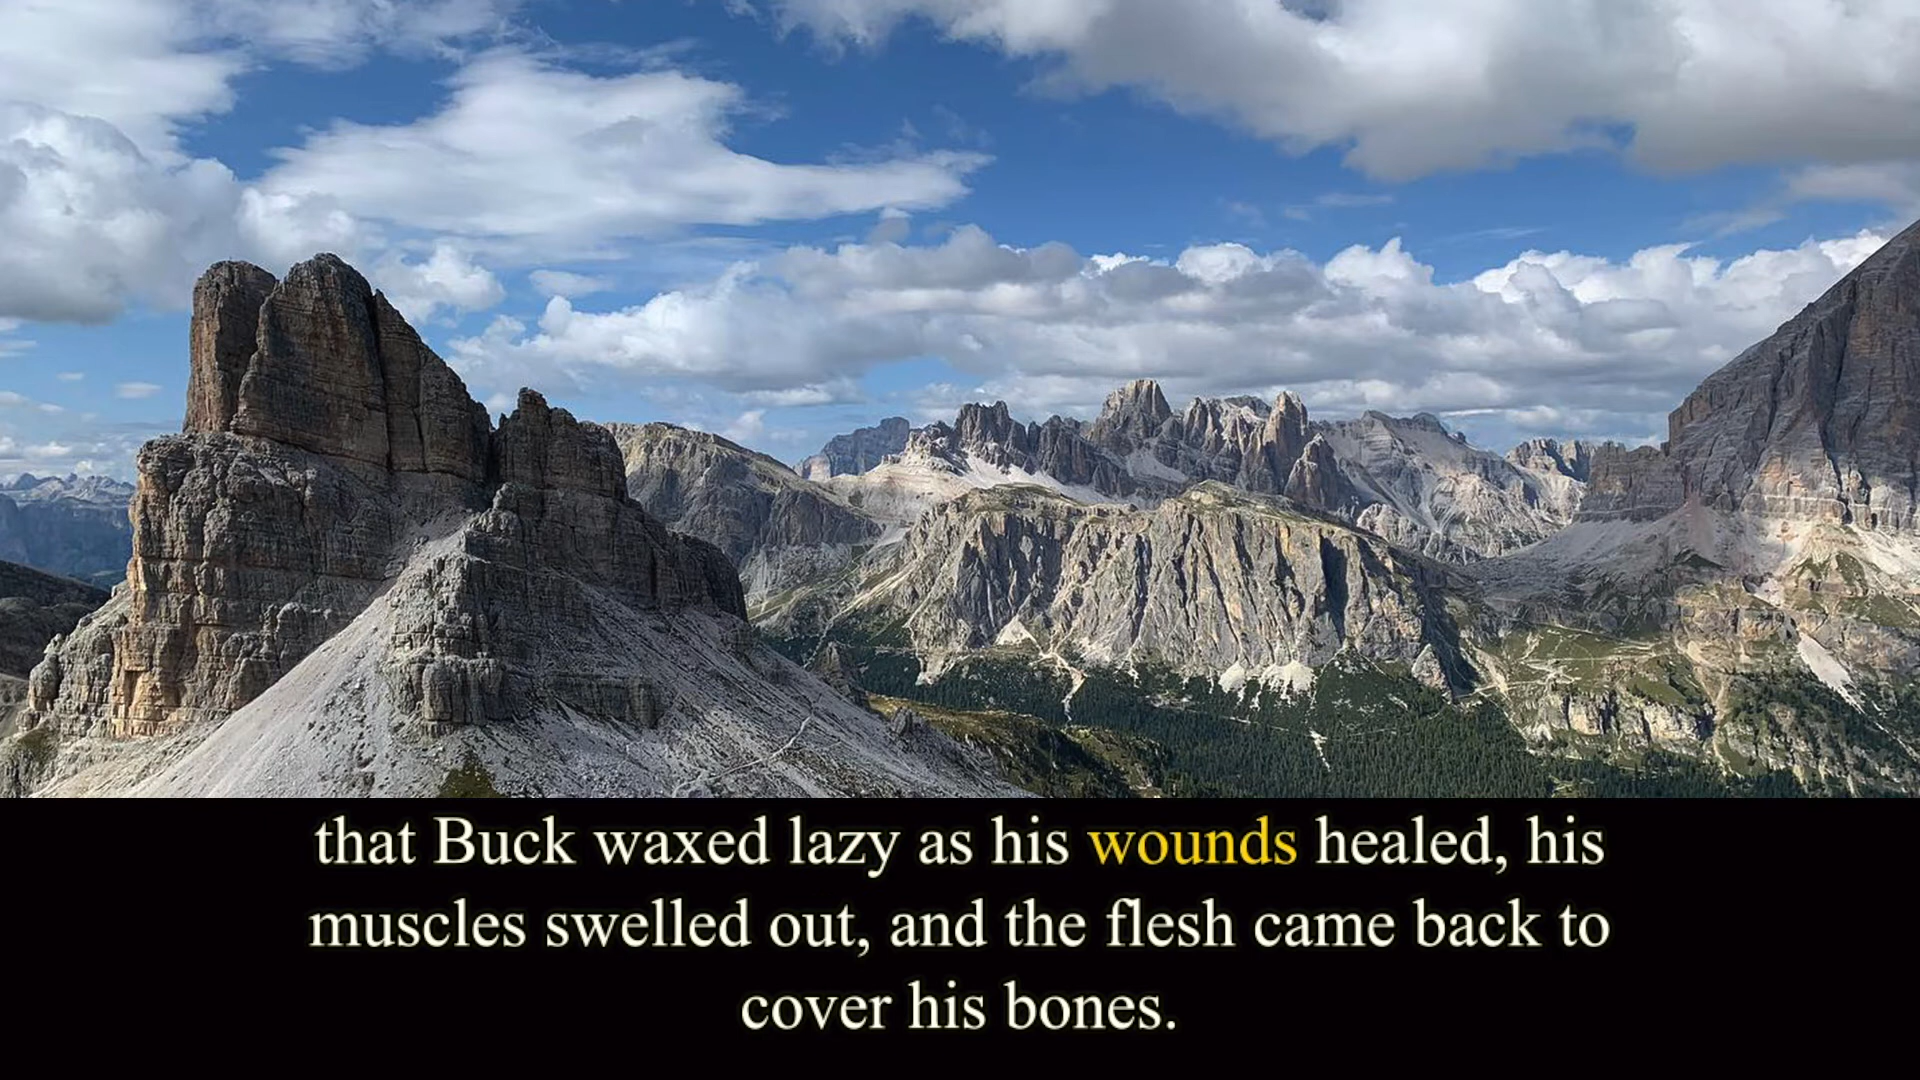 that Buck waxed lazy as his wounds healed, his
muscles swelled out, and the flesh came back to
cover his bones.